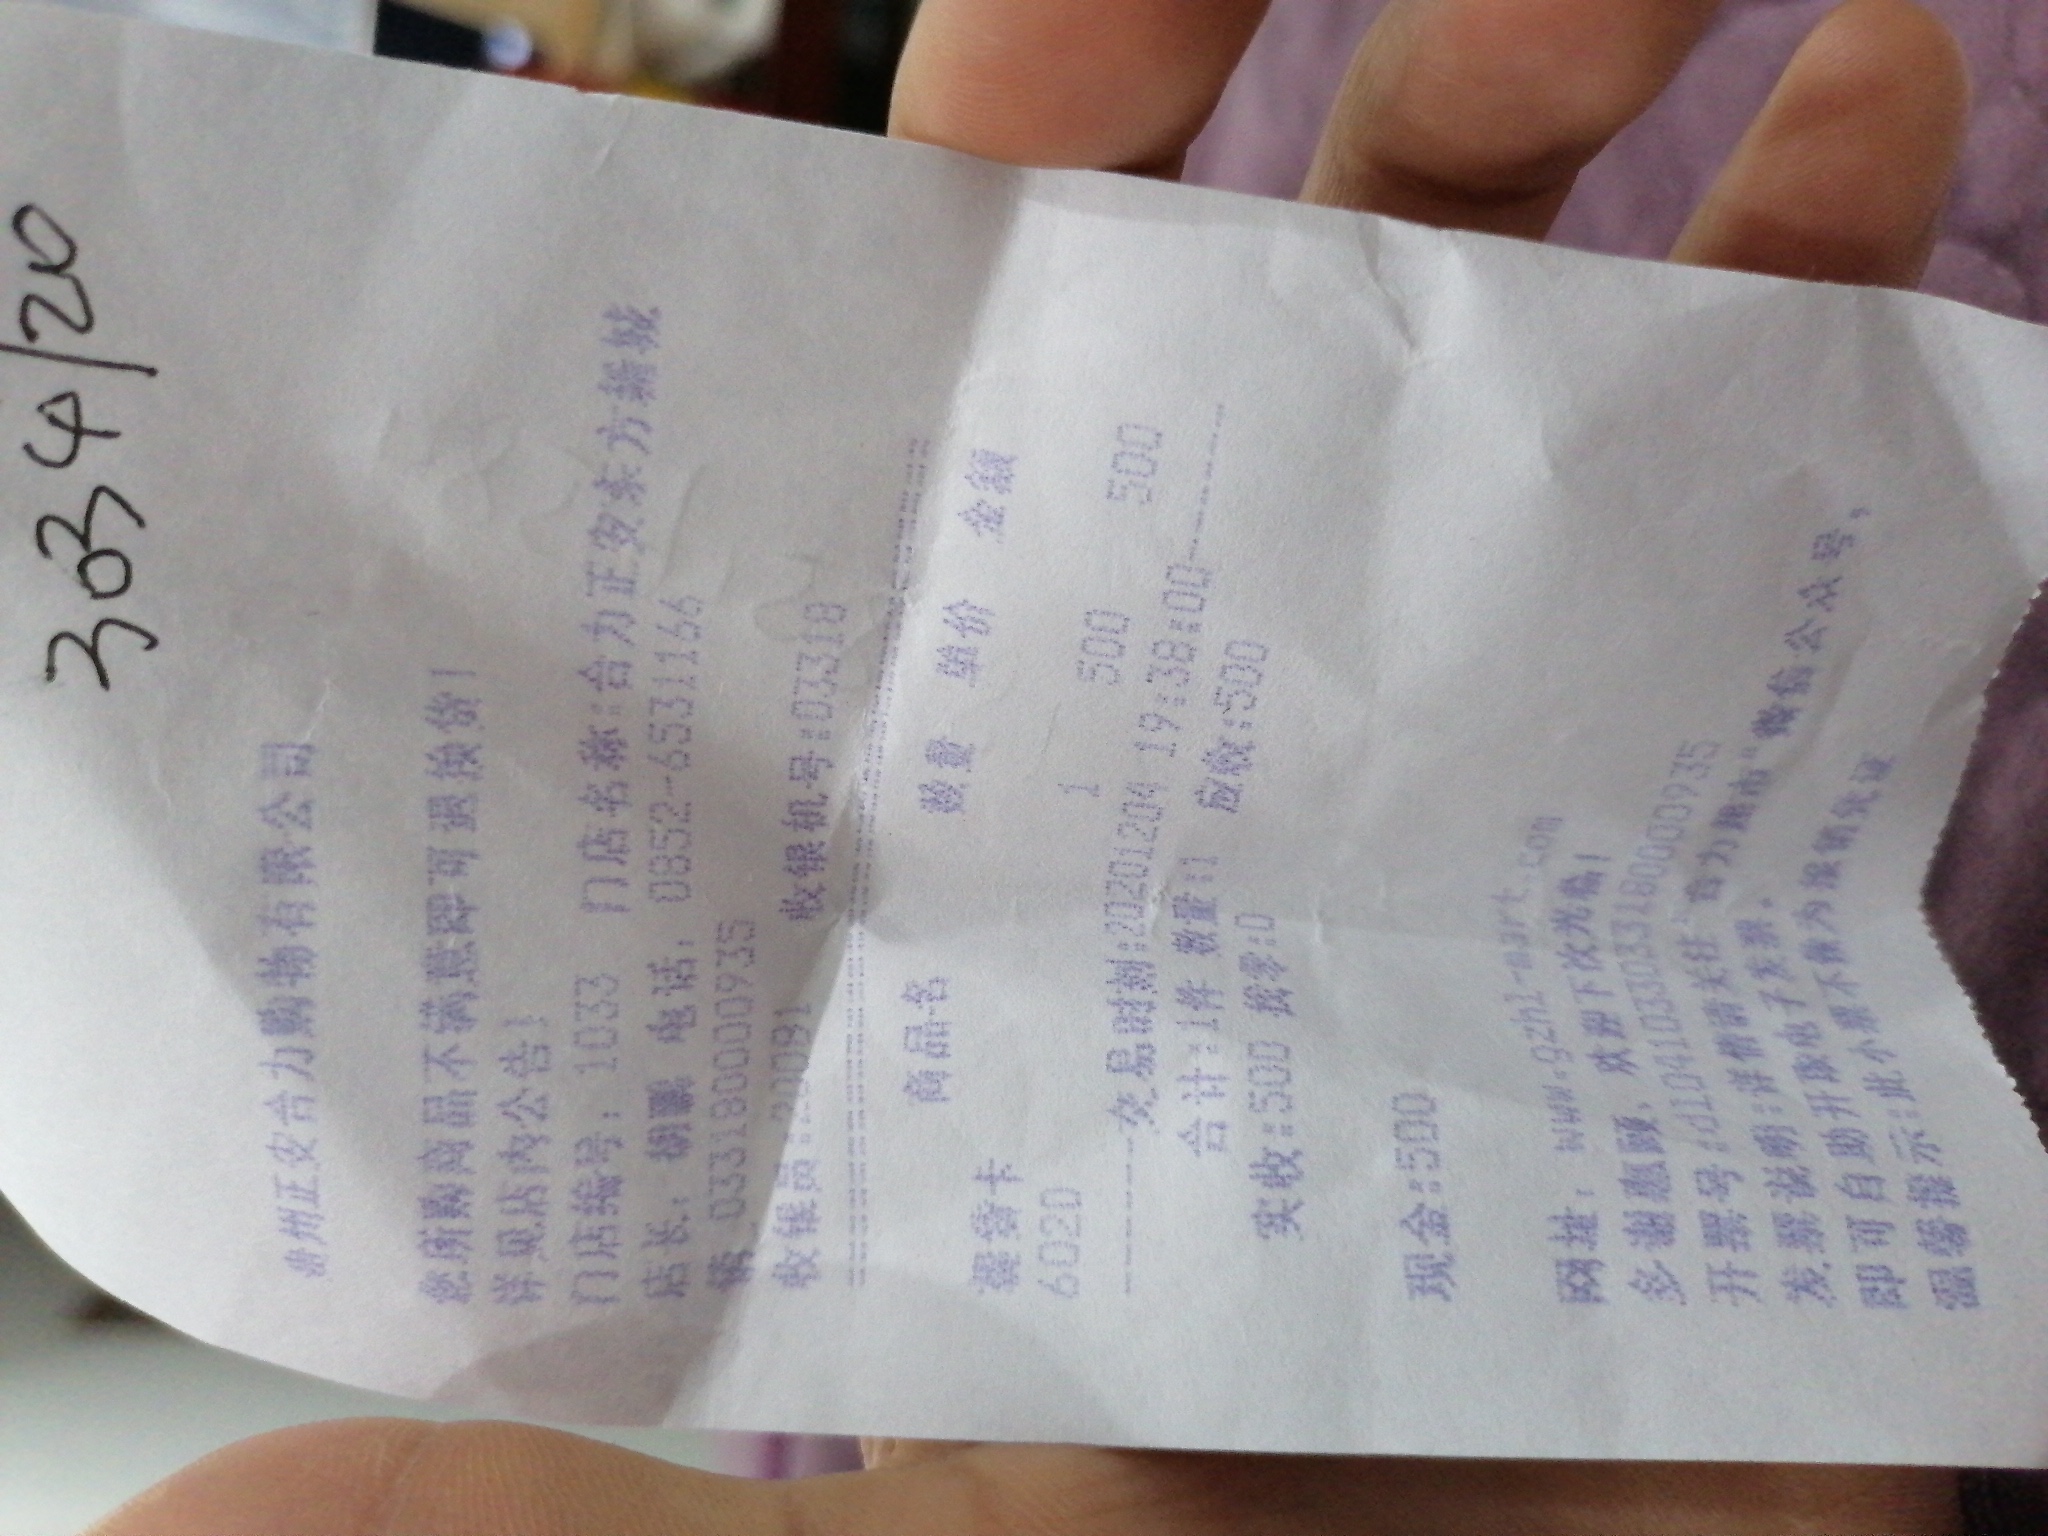 3034/20
贵州正安合力购物有限公司
您所购商品不满意即可退换货!
详见店内公告!
门店编号: 1033 门店名称:合力正安东方新城
店长: 胡鹏 电话: 0852-6531166
033180000935
收银员: 收银机号:033318
商品名 数量 单价 金额
提货卡
6020 1 500 500
交易时刻:20201204 19:38:00
合计:1件 数量:1 应收:500
实收:500 找零:0
现金:500
网址: www.gzhl-mart.com
多谢惠顾, 欢迎下次光临!
开票号:d1041033033180000935
发票说明:详情请关注"合力超市"微信公众号,
即可自助开取电子发票。
温馨提示:此小票不做为报销凭证